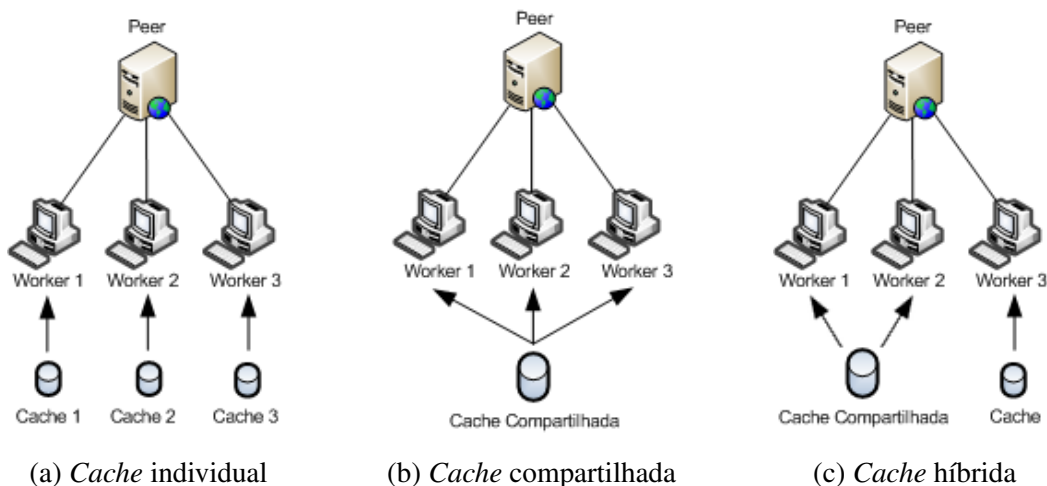 Peer
Worker 1 Worker 2 Worker 3
Cache 1 Cache 2 Cache 3
(a) Cache individual
Peer
Worker 1 Worker 2 Worker 3
Cache Compartilhada
(b) Cache compartilhada
Peer
Worker 1 Worker 2 Worker 3
Cache Compartilhada Cache
(c) Cache híbrida